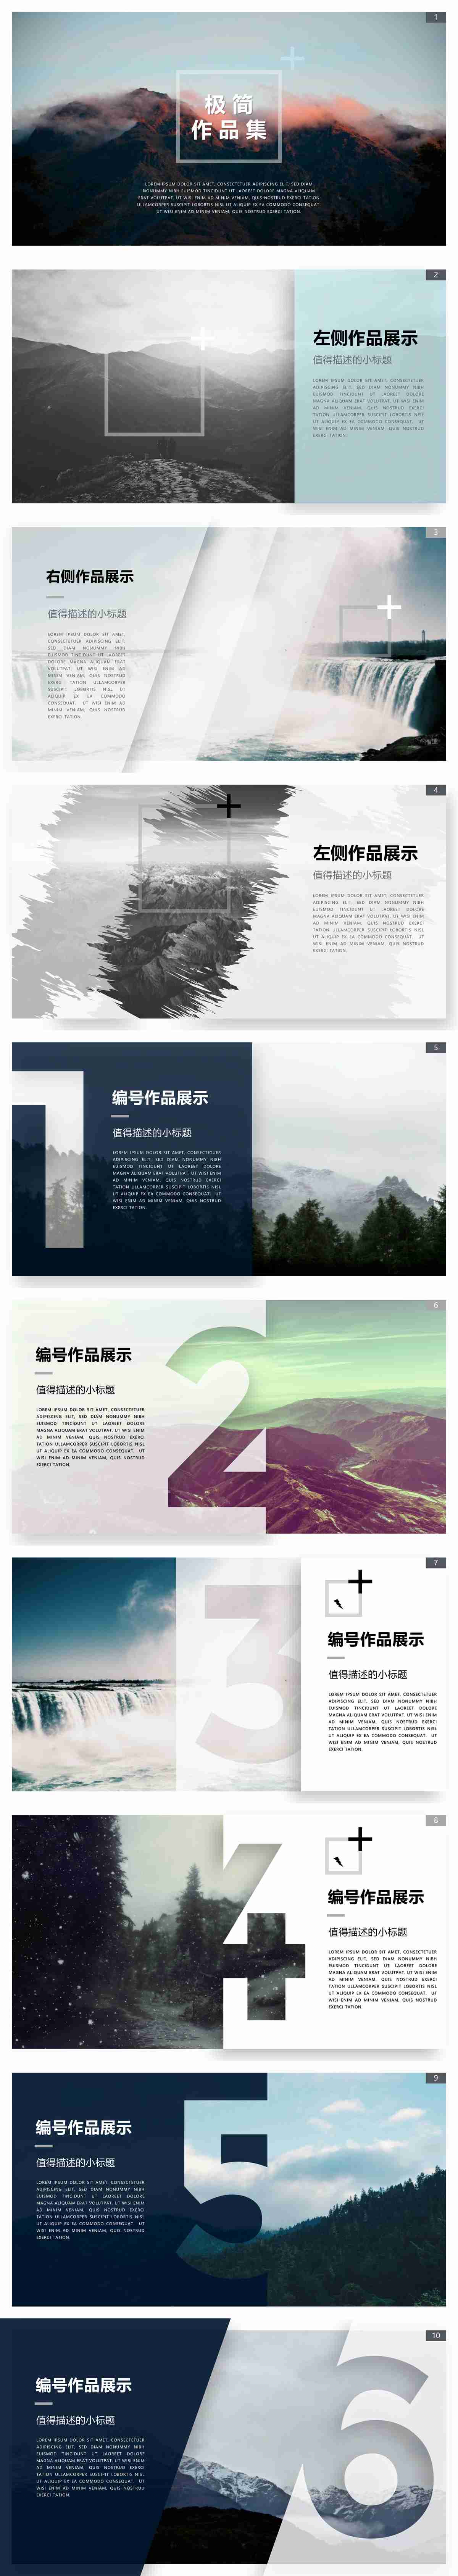 1
极简
作品集
LOREM IPSUM DOLOR SIT AMET, CONSECTETUER ADIPISCING ELIT, SED DIAM
NONUMMY NIBH EUISMOD TINCIDUNT UT LAOREET DOLORE MAGNA ALIQUAM
ERAT VOLUTPAT. UT WISI ENIM AD MINIM VENIAM, QUIS NOSTRUD EXERCI TATION
ULLAMCORPER SUSCIPIT LOBORTIS NISL UT ALIQUIP EX EA COMMODO CONSEQUAT.
UT WISI ENIM AD MINIM VENIAM, QUIS NOSTRUD EXERCI TATION.
2
左侧作品展示
值得描述的小标题
LOREM IPSUM DOLOR SIT AMET, CONSECTETUER
ADIPISCING ELIT, SED DIAM NONUMMY NIBH
EUISMOD TINCIDUNT UT LAOREET DOLORE
MAGNA ALIQUAM ERAT VOLUTPAT. UT WISI ENIM
AD MINIM VENIAM, QUIS NOSTRUD EXERCI
TATION ULLAMCORPER SUSCIPIT LOBORTIS NISL
UT ALIQUIP EX EA COMMODO CONSEQUAT. UT
WISI ENIM AD MINIM VENIAM, QUIS NOSTRUD
EXERCI TATION.
3
右侧作品展示
值得描述的小标题
LOREM IPSUM DOLOR SIT AMET,
CONSECTETUER ADIPISCING ELIT,
SED DIAM NONUMMY NIBH
EUISMOD TINCIDUNT UT LAOREET
DOLORE MAGNA ALIQUAM ERAT
VOLUTPAT. UT WISI ENIM AD
MINIM VENIAM, QUIS NOSTRUD
EXERCI TATION ULLAMCORPER
SUSCIPIT LOBORTIS NISL UT
ALIQUIP EX EA COMMODO
CONSEQUAT. UT WISI ENIM AD
MINIM VENIAM, QUIS NOSTRUD
EXERCI TATION.
4
左侧作品展示
值得描述的小标题
LOREM IPSUM DOLOR SIT AMET, CONSECTETUER
ADIPISCING ELIT, SED DIAM NONUMMY NIBH
EUISMOD TINCIDUNT UT LAOREET DOLORE
MAGNA ALIQUAM ERAT VOLUTPAT. UT WISI ENIM
AD MINIM VENIAM, QUIS NOSTRUD EXERCI
TATION ULLAMCORPER SUSCIPIT LOBORTIS NISL
UT ALIQUIP EX EA COMMODO CONSEQUAT. UT
WISI ENIM AD MINIM VENIAM, QUIS NOSTRUD
EXERCI TATION.
5
1
编号作品展示
值得描述的小标题
LOREM IPSUM DOLOR SIT AMET, CONSECTETUER
ADIPISCING ELIT, SED DIAM NONUMMY NIBH
EUISMOD TINCIDUNT UT LAOREET DOLORE
MAGNA ALIQUAM ERAT VOLUTPAT. UT WISI ENIM
AD MINIM VENIAM, QUIS NOSTRUD EXERCI
TATION ULLAMCORPER SUSCIPIT LOBORTIS NISL
UT ALIQUIP EX EA COMMODO CONSEQUAT. UT
WISI ENIM AD MINIM VENIAM, QUIS NOSTRUD
EXERCI TATION.
6
编号作品展示
值得描述的小标题
LOREM IPSUM DOLOR SIT AMET, CONSECTETUER
ADIPISCING ELIT, SED DIAM NONUMMY NIBH
EUISMOD TINCIDUNT UT LAOREET DOLORE
MAGNA ALIQUAM ERAT VOLUTPAT. UT WISI ENIM
AD MINIM VENIAM, QUIS NOSTRUD EXERCI
TATION ULLAMCORPER SUSCIPIT LOBORTIS NISL
UT ALIQUIP EX EA COMMODO CONSEQUAT. UT
WISI ENIM AD MINIM VENIAM, QUIS NOSTRUD
EXERCI TATION.
2
7
3
编号作品展示
值得描述的小标题
LOREM IPSUM DOLOR SIT AMET, CONSECTETUER
ADIPISCING ELIT, SED DIAM NONUMMY NIBH
EUISMOD TINCIDUNT UT LAOREET DOLORE
MAGNA ALIQUAM ERAT VOLUTPAT. UT WISI ENIM
AD MINIM VENIAM, QUIS NOSTRUD EXERCI
TATION ULLAMCORPER SUSCIPIT LOBORTIS NISL
UT ALIQUIP EX EA COMMODO CONSEQUAT. UT
WISI ENIM AD MINIM VENIAM, QUIS NOSTRUD
EXERCI TATION.
8
4
编号作品展示
值得描述的小标题
LOREM IPSUM DOLOR SIT AMET, CONSECTETUER
ADIPISCING ELIT, SED DIAM NONUMMY NIBH
EUISMOD TINCIDUNT UT LAOREET DOLORE
MAGNA ALIQUAM ERAT VOLUTPAT. UT WISI ENIM
AD MINIM VENIAM, QUIS NOSTRUD EXERCI
TATION ULLAMCORPER SUSCIPIT LOBORTIS NISL
UT ALIQUIP EX EA COMMODO CONSEQUAT. UT
WISI ENIM AD MINIM VENIAM, QUIS NOSTRUD
EXERCI TATION.
9
编号作品展示
值得描述的小标题
LOREM IPSUM DOLOR SIT AMET, CONSECTETUER
ADIPISCING ELIT, SED DIAM NONUMMY NIBH
EUISMOD TINCIDUNT UT LAOREET DOLORE
MAGNA ALIQUAM ERAT VOLUTPAT. UT WISI ENIM
AD MINIM VENIAM, QUIS NOSTRUD EXERCI
TATION ULLAMCORPER SUSCIPIT LOBORTIS NISL
UT ALIQUIP EX EA COMMODO CONSEQUAT. UT
WISI ENIM AD MINIM VENIAM, QUIS NOSTRUD
EXERCI TATION.
5
10
编号作品展示
值得描述的小标题
LOREM IPSUM DOLOR SIT AMET, CONSECTETUER
ADIPISCING ELIT, SED DIAM NONUMMY NIBH
EUISMOD TINCIDUNT UT LAOREET DOLORE
MAGNA ALIQUAM ERAT VOLUTPAT. UT WISI ENIM
AD MINIM VENIAM, QUIS NOSTRUD EXERCI
TATION ULLAMCORPER SUSCIPIT LOBORTIS NISL
UT ALIQUIP EX EA COMMODO CONSEQUAT. UT
WISI ENIM AD MINIM VENIAM, QUIS NOSTRUD
EXERCI TATION.
6